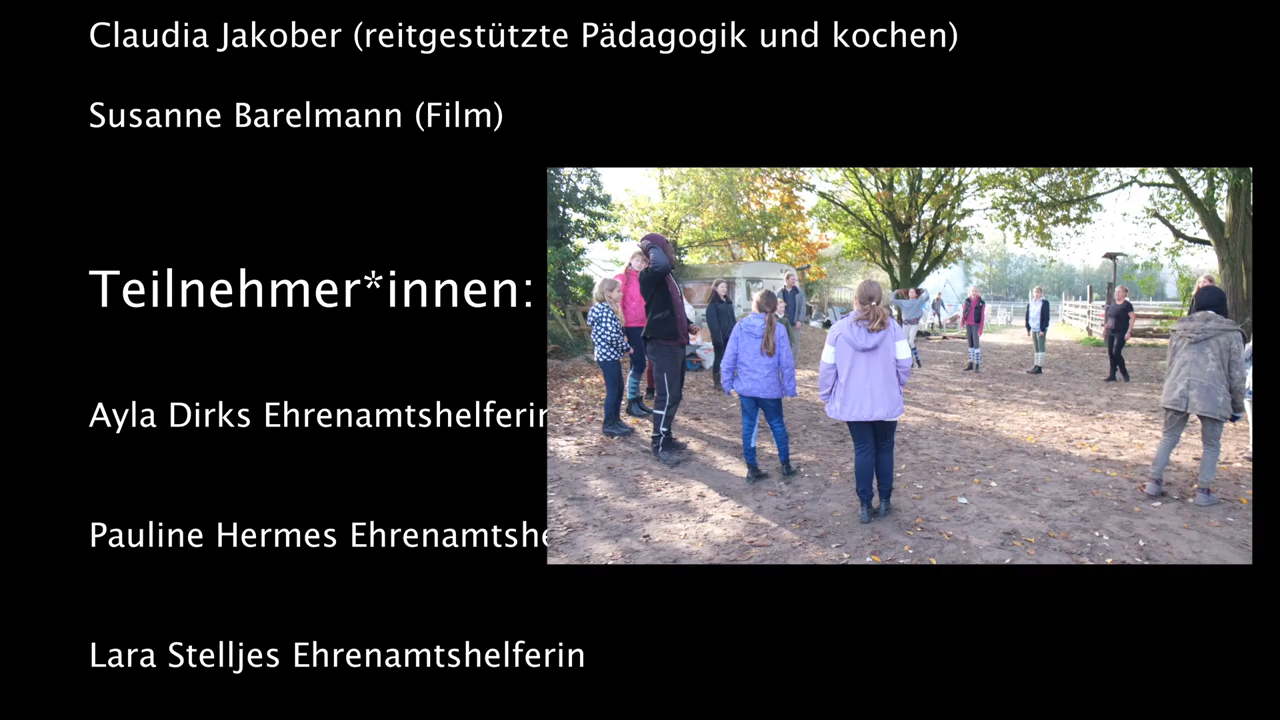 Claudia Jakober (reitgestützte Pädagogik und kochen)
Susanne Barelmann (Film)
Teilnehmer*innen:
Ayla Dirks Ehrenamtshelferin
Pauline Hermes Ehrenamtshe
Lara Stelljes Ehrenamtshelferin